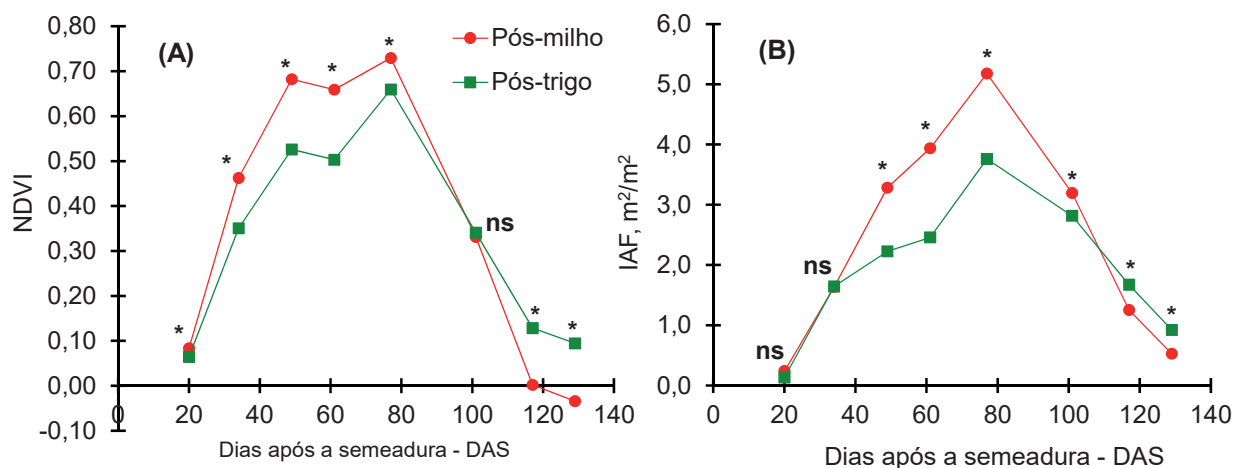 (A)
Pós-milho
Pós-trigo
NDVI
0,80
0,70
0,60
0,50
0,40
0,30
0,20
0,10
0,00
-0,10
* * * * * ns * *
0 20 40 60 80 100 120 140
Dias após a semeadura - DAS
(B)
IAF, m²/m²
6,0
5,0
4,0
3,0
2,0
1,0
0,0
ns ns * * * * * *
0 20 40 60 80 100 120 140
Dias após a semeadura - DAS